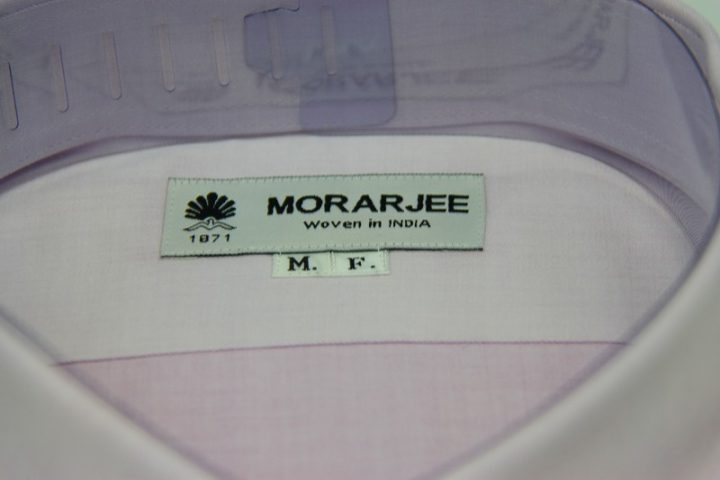 MORARJEE
Woven in INDIA
1871
M. F.